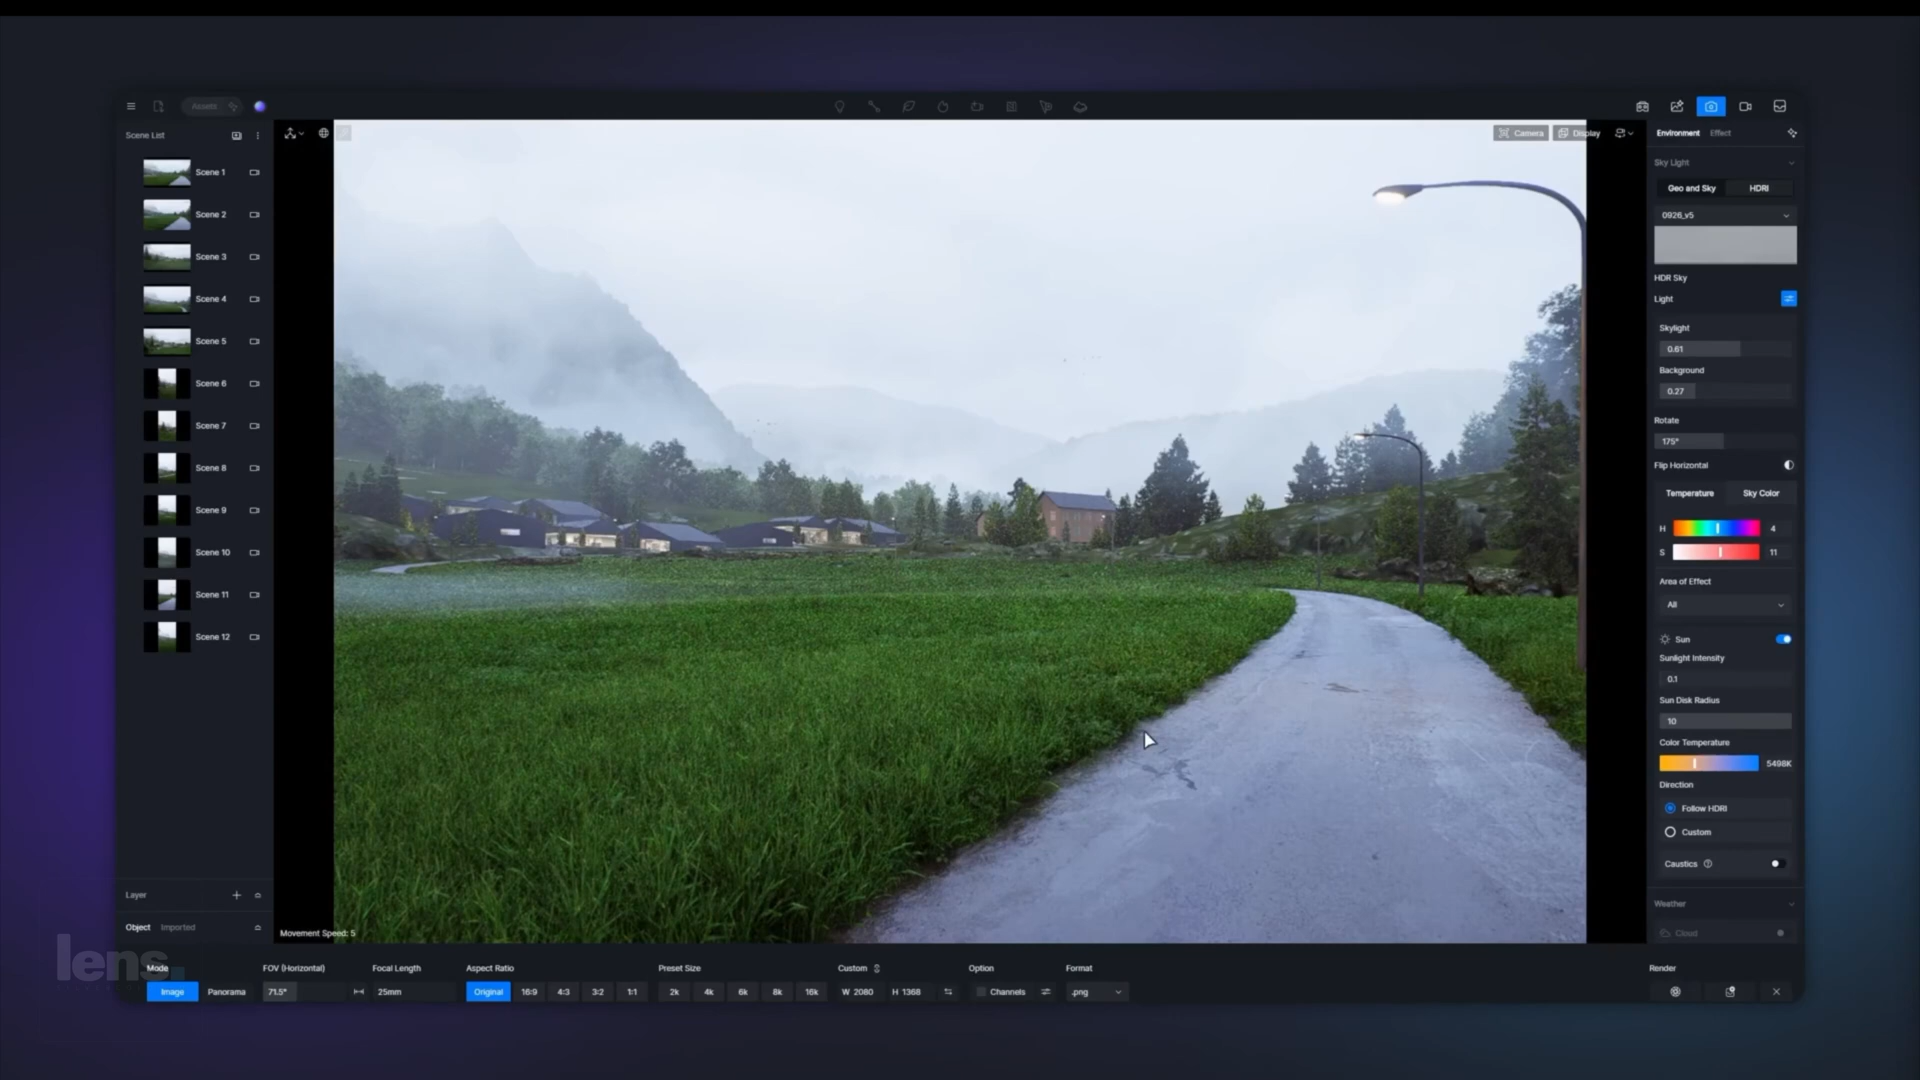 Assets
Scene List
Scene 1
Scene 2
Scene 3
Scene 4
Scene 5
Scene 6
Scene 7
Scene 8
Scene 9
Scene 10
Scene 11
Scene 12
Layer
Object Imported
Camera Display
Movement Speed: 5
Environment Effect
Sky Light
Geo and Sky HDRI
0926_v5
HDR Sky
Light
Skylight
0.61
Background
0.27
Rotate
175°
Flip Horizontal
Temperature Sky Color
H 4
S 11
Area of Effect
All
Sun
Sunlight Intensity
0.1
Sun Disk Radius
10
Color Temperature
5498K
Direction
Follow HDRI
Custom
Caustics
Weather
Cloud
lens.
Mode FOV (Horizontal) Focal Length Aspect Ratio Preset Size Custom Option Format Render
Image Panorama 71.5° 25mm Original 16:9 4:3 3:2 1:1 2k 4k 6k 8k 16k W 2080 H 1368 Channels .png